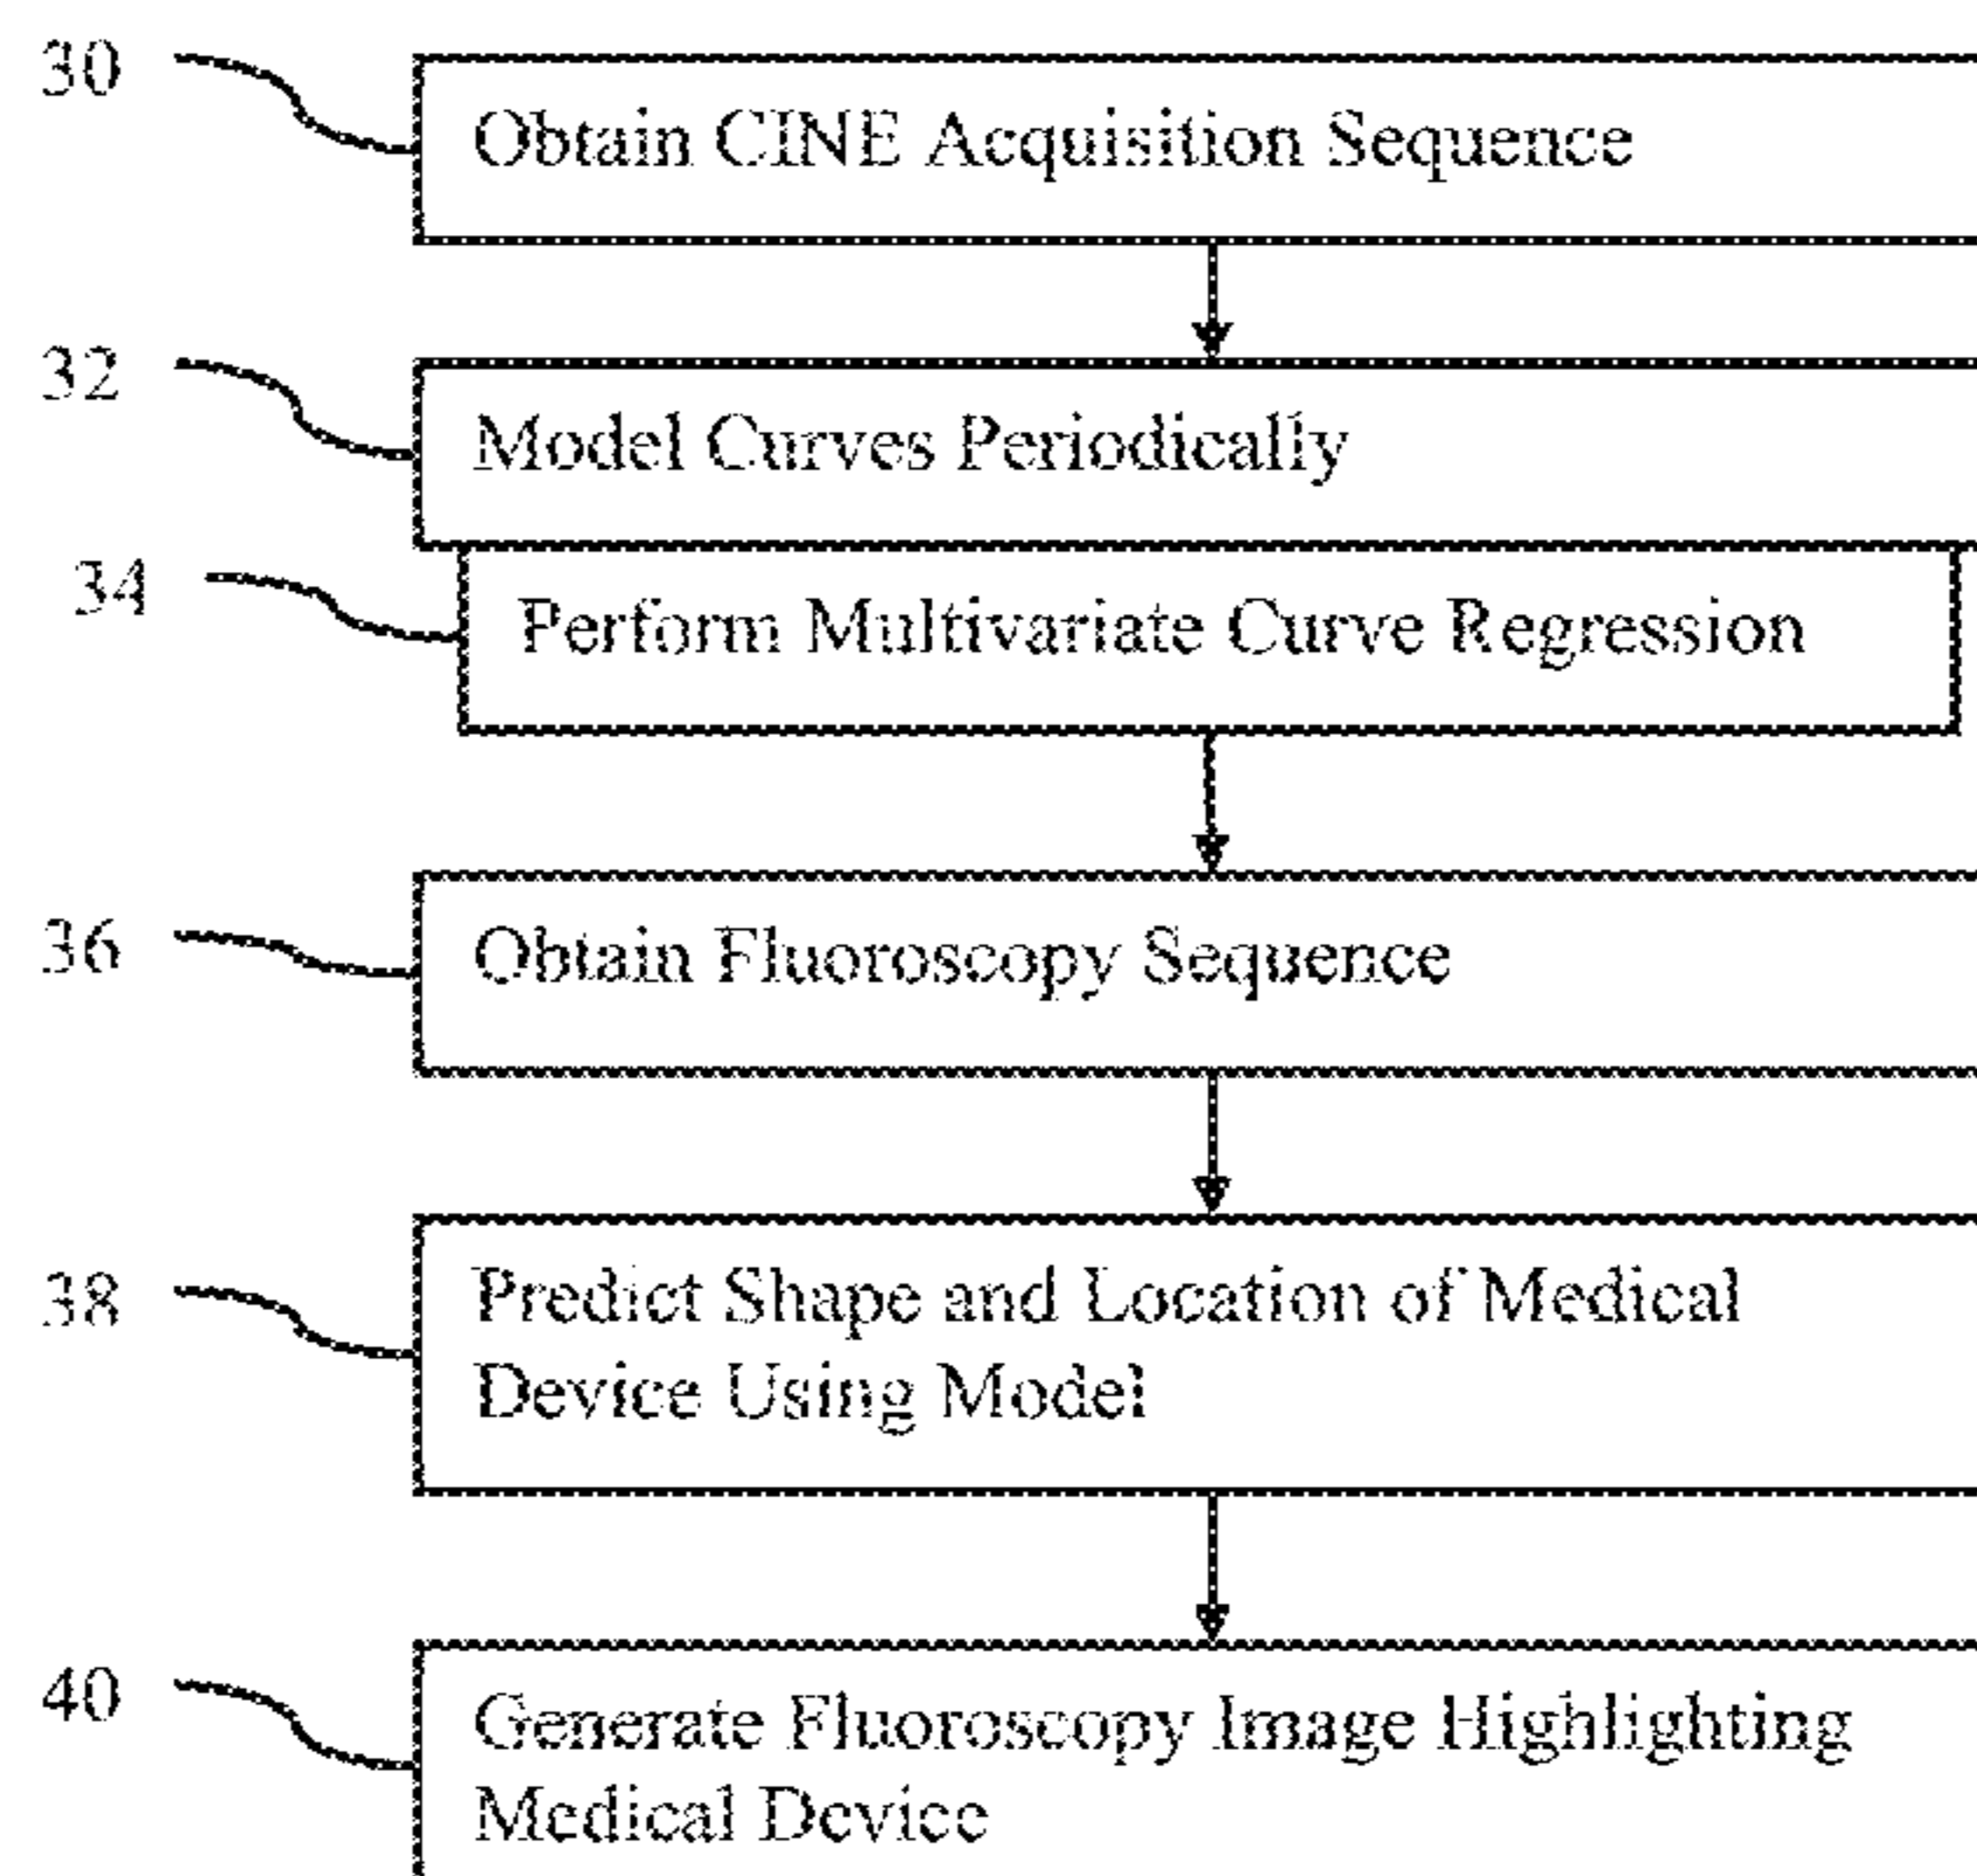 30
Obtain CINE Acquisition Sequence
32
Model Curves Periodically
34
Perform Multivariate Curve Regression
36
Obtain Fluoroscopy Sequence
38
Predict Shape and Location of Medical
Device Using Model
40
Generate Fluoroscopy Image Highlighting
Medical Device